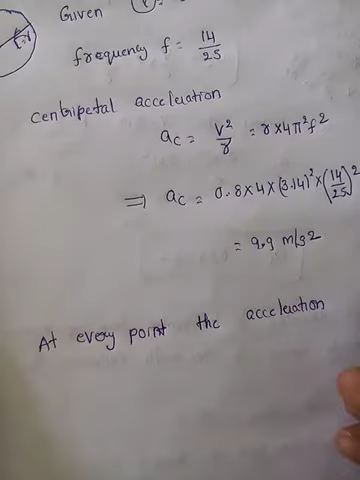 Given
frequency f = 14/25
centripetal acceleration
ac = v²/r = r×4π²f²
⇒ ac = 0.8×4×(3.14)²×(14/25)²
= 9.9 m/s2
At every point the acceleration